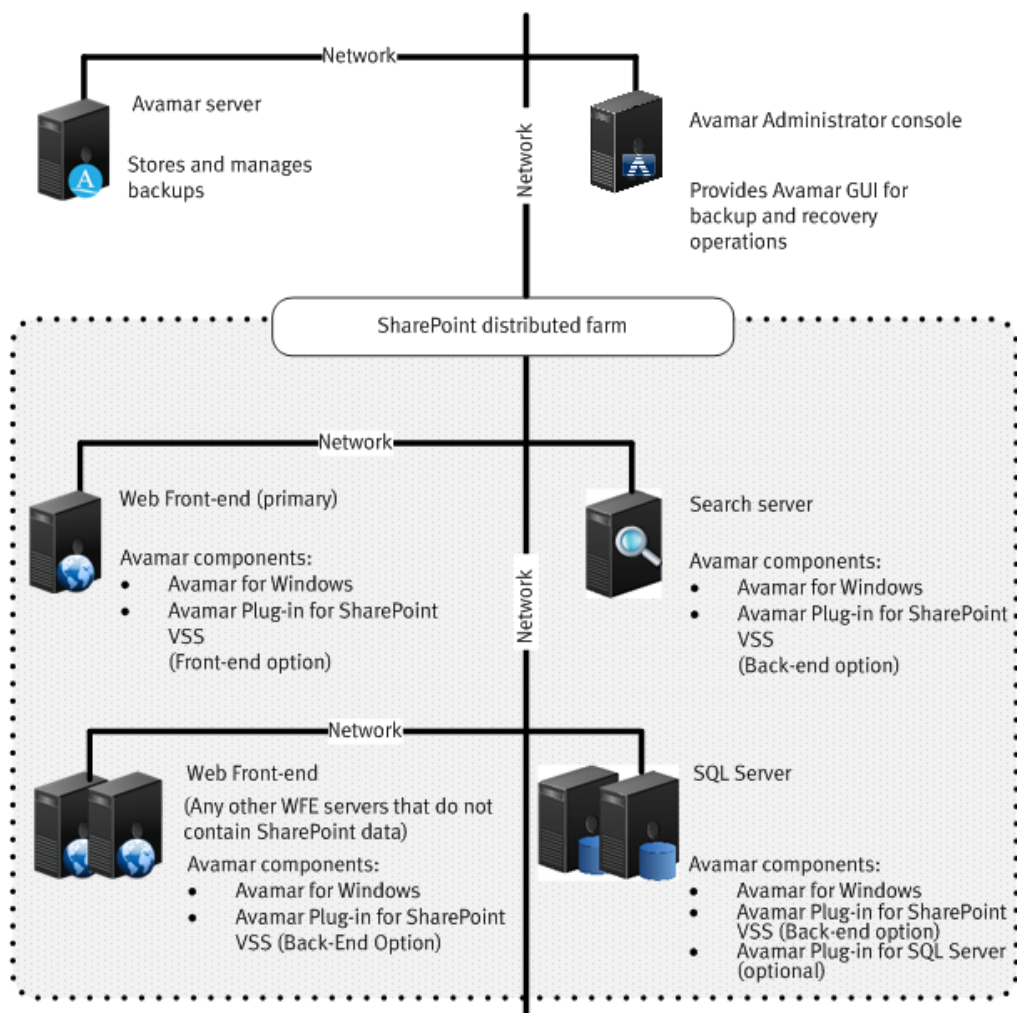 Network
Avamar server
Stores and manages
backups
Network
Avamar Administrator console
Provides Avamar GUI for
backup and recovery
operations
SharePoint distributed farm
Network
Web Front-end (primary)
Avamar components:
• Avamar for Windows
• Avamar Plug-in for SharePoint
VSS
(Front-end option)
Search server
Avamar components:
• Avamar for Windows
• Avamar Plug-in for SharePoint
VSS
(Back-end option)
Network
Network
Web Front-end
(Any other WFE servers that do not
contain SharePoint data)
Avamar components:
• Avamar for Windows
• Avamar Plug-in for SharePoint
VSS (Back-End Option)
SQL Server
Avamar components:
• Avamar for Windows
• Avamar Plug-in for SharePoint
VSS (Back-end option)
• Avamar Plug-in for SQL Server
(optional)